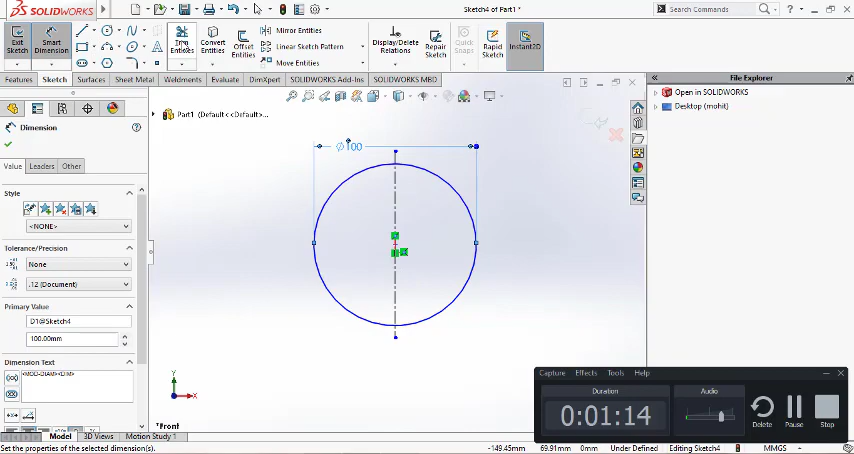 SOLIDWORKS
Sketch4 of Part1 *
Search Commands
Exit Sketch
Smart Dimension
Trim Entities
Convert Entities
Offset Entities
Mirror Entities
Linear Sketch Pattern
Move Entities
Display/Delete Relations
Repair Sketch
Quick Snaps
Rapid Sketch
Instant2D
Features Sketch Surfaces Sheet Metal Weldments Evaluate DimXpert SOLIDWORKS Add-Ins SOLIDWORKS MBD
File Explorer
Open in SOLIDWORKS
Desktop (mohit)
Part1 (Default<<Default>...
Dimension
Value Leaders Other
Style
<NONE>
Tolerance/Precision
None
.12 (Document)
Primary Value
D1@Sketch4
100.00mm
Dimension Text
<MOD-DIAM><DIM>
Ø100
Y
X
*Front
Capture Effects Tools Help
Duration
0:01:14
Audio
Delete Pause Stop
Model 3D Views Motion Study 1
Set the properties of the selected dimension(s).
-149.45mm 69.91mm 0mm Under Defined Editing Sketch4 MMGS